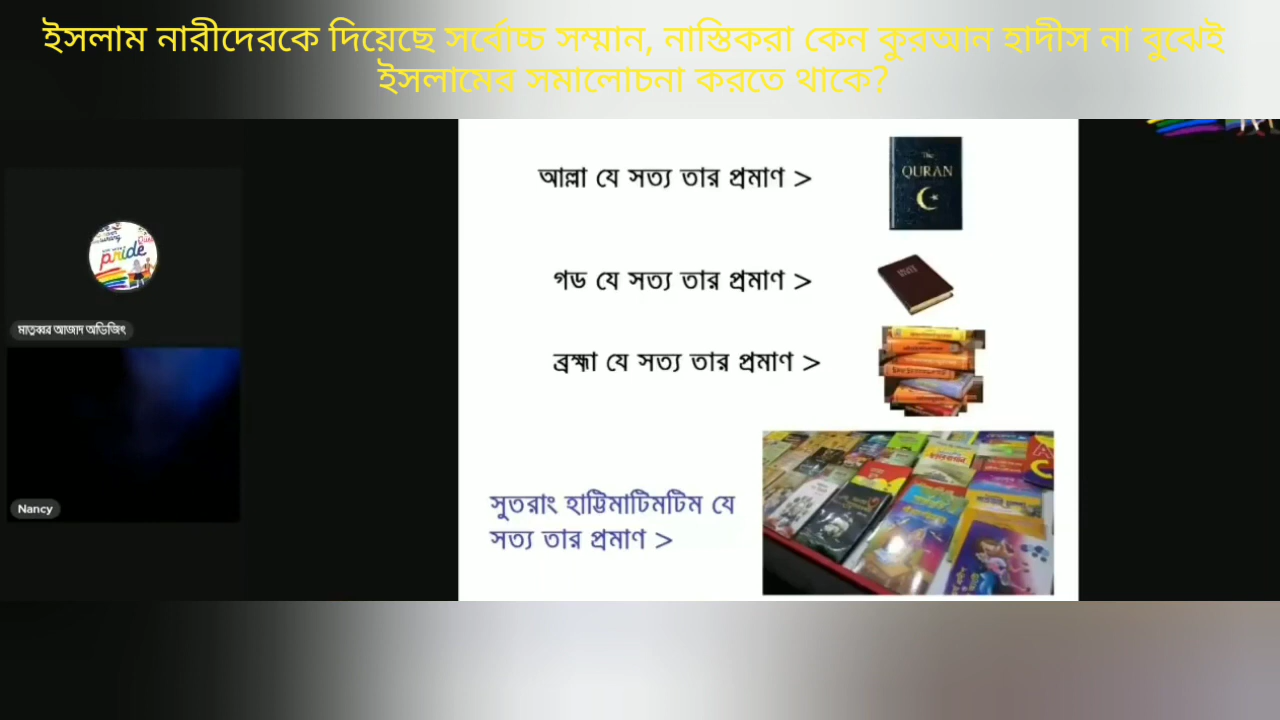 ইসলাম নারীদেরকে দিয়েছে সর্বোচ্চ সম্মান, নাস্তিকরা কেন কুরআন হাদীস না বুঝেই
ইসলামের সমালোচনা করতে থাকে?
আল্লা যে সত্য তার প্রমাণ >
The
QURAN
pride
মাতুব্বর আজাদ অভিজিৎ
গড যে সত্য তার প্রমাণ >
ব্রহ্মা যে সত্য তার প্রমাণ >
Nancy
সুতরাং হাট্টিমাটিমটিম যে
সত্য তার প্রমাণ >